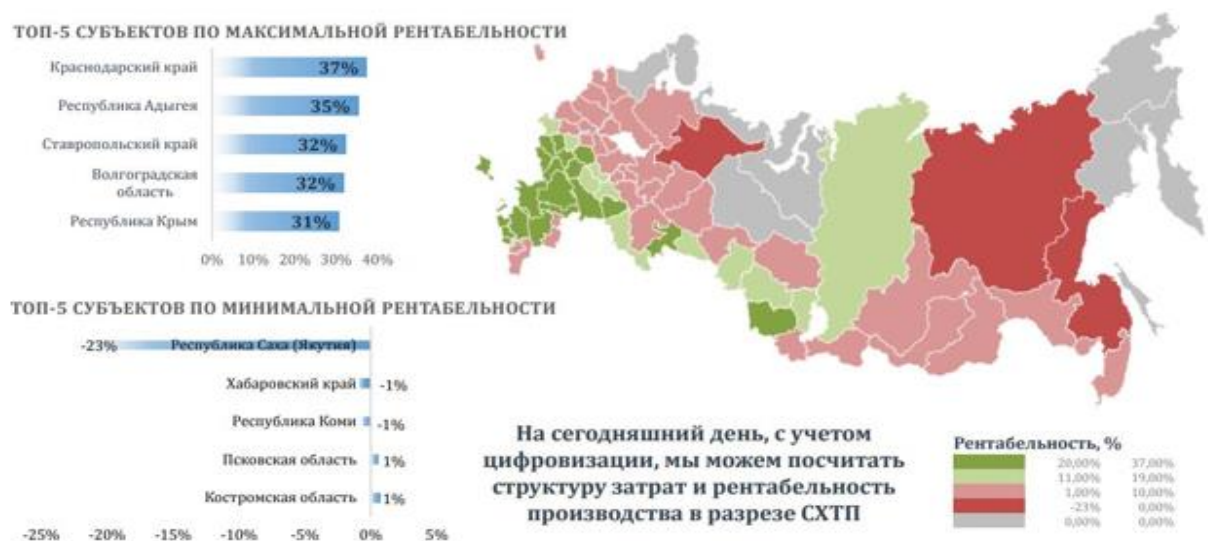 ТОП-5 СУБЪЕКТОВ ПО МАКСИМАЛЬНОЙ РЕНТАБЕЛЬНОСТИ
Краснодарский край 37%
Республика Адыгея 35%
Ставропольский край 32%
Волгоградская
область 32%
Республика Крым 31%
0% 10% 20% 30% 40%
ТОП-5 СУБЪЕКТОВ ПО МИНИМАЛЬНОЙ РЕНТАБЕЛЬНОСТИ
-23% Республика Саха (Якутия)
Хабаровский край -1%
Республика Коми -1%
Псковская область 1%
Костромская область 1%
-25% -20% -15% -10% -5% 0% 5%
На сегодняшний день, с учетом
цифровизации, мы можем посчитать
структуру затрат и рентабельность
производства в разрезе СХТП
Рентабельность, %
20,00% 37,00%
11,00% 19,00%
1,00% 10,00%
-23% 0,00%
0,00% 0,00%